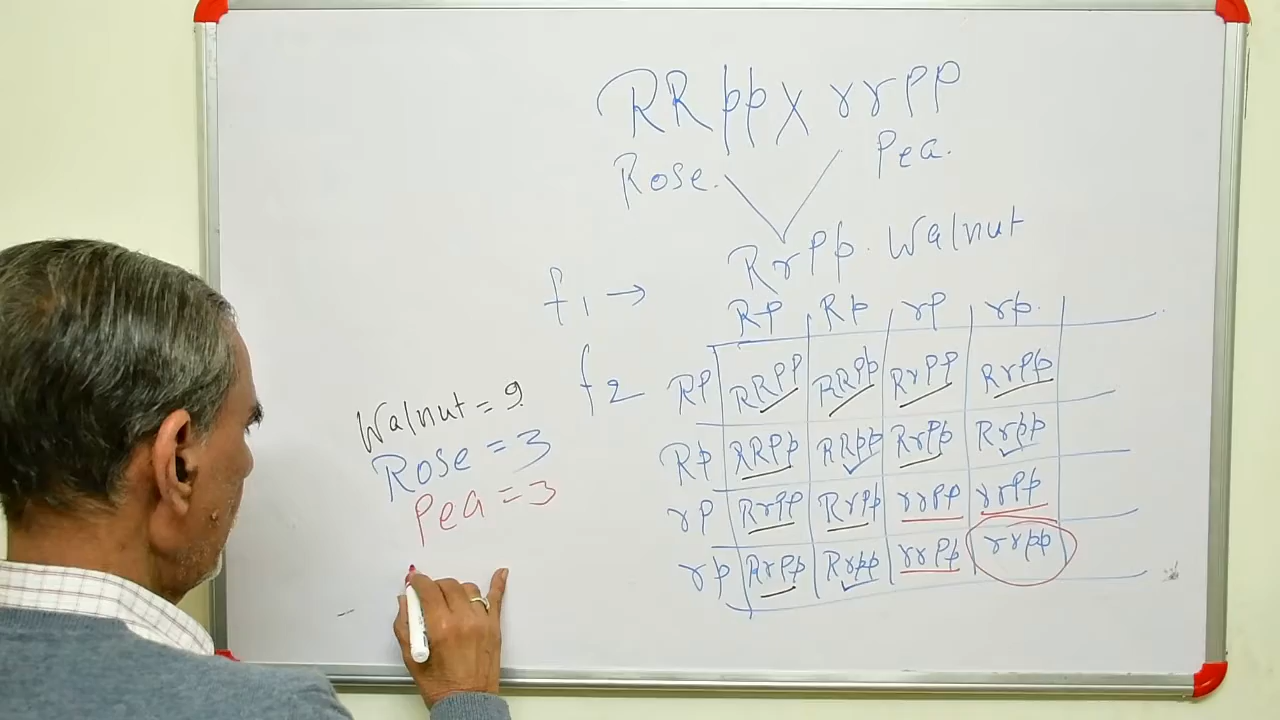 RRpp X rrPP
Rose. Pea.
f1 → RrPp. Walnut
RP Rp rP rp.
f2 RP RRPP RRPp RrPP RrPp
Rp RRPp RRpp RrPp Rrpp
rP RrPP RrPp rrPP rrPp
rp RrPp Rrpp rrPp rrpp
Walnut = 9
Rose = 3
Pea = 3